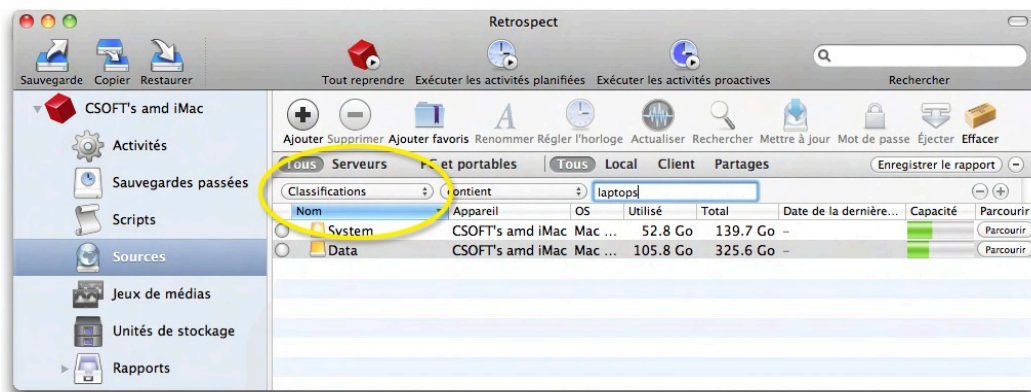 Retrospect
Sauvegarde Copier Restaurer Tout reprendre Exécuter les activités planifiées Exécuter les activités proactives Rechercher
CSOFT's amd iMac
Activités
Sauvegardes passées
Scripts
Sources
Jeux de médias
Unités de stockage
Rapports
Ajouter Supprimer Ajouter favoris Renommer Régler l'horloge Actualiser Rechercher Mettre à jour Mot de passe Éjecter Effacer
Tous Serveurs PC et portables Tous Local Client Partages Enregistrer le rapport
Classifications contient laptops
Nom Appareil OS Utilisé Total Date de la dernière... Capacité Parcourir
System CSOFT's amd iMac Mac ... 52.8 Go 139.7 Go – Parcourir
Data CSOFT's amd iMac Mac ... 105.8 Go 325.6 Go – Parcourir